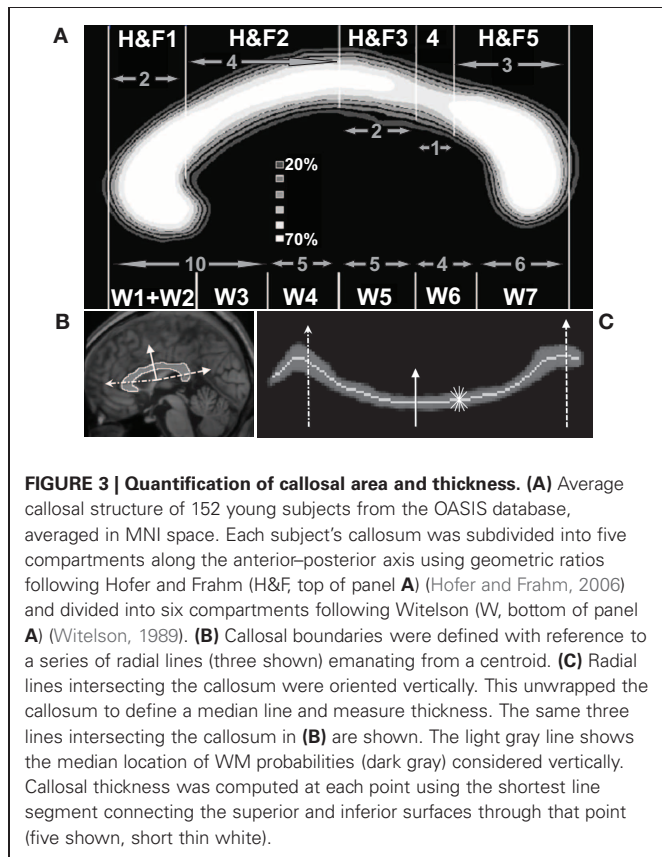 A
H&F1 H&F2 H&F3 4 H&F5
2 4 3
2
1
20%
70%
10 5 5 4 6
W1+W2 W3 W4 W5 W6 W7
B C
FIGURE 3 | Quantification of callosal area and thickness. (A) Average
callosal structure of 152 young subjects from the OASIS database,
averaged in MNI space. Each subject's callosum was subdivided into five
compartments along the anterior–posterior axis using geometric ratios
following Hofer and Frahm (H&F, top of panel A) (Hofer and Frahm, 2006)
and divided into six compartments following Witelson (W, bottom of panel
A) (Witelson, 1989). (B) Callosal boundaries were defined with reference to
a series of radial lines (three shown) emanating from a centroid. (C) Radial
lines intersecting the callosum were oriented vertically. This unwrapped the
callosum to define a median line and measure thickness. The same three
lines intersecting the callosum in (B) are shown. The light gray line shows
the median location of WM probabilities (dark gray) considered vertically.
Callosal thickness was computed at each point using the shortest line
segment connecting the superior and inferior surfaces through that point
(five shown, short thin white).